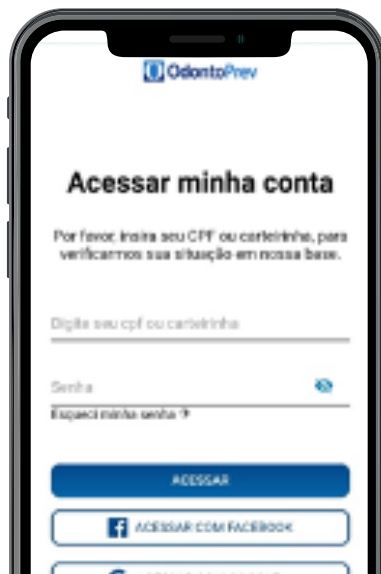 OdontoPrev
Acessar minha conta
Por favor, insira seu CPF ou carteirinha, para
verificarmos sua situação em nossa base.
Digite seu cpf ou carteirinha
Senha
Esqueci minha senha
ACESSAR
ACESSAR COM FACEBOOK